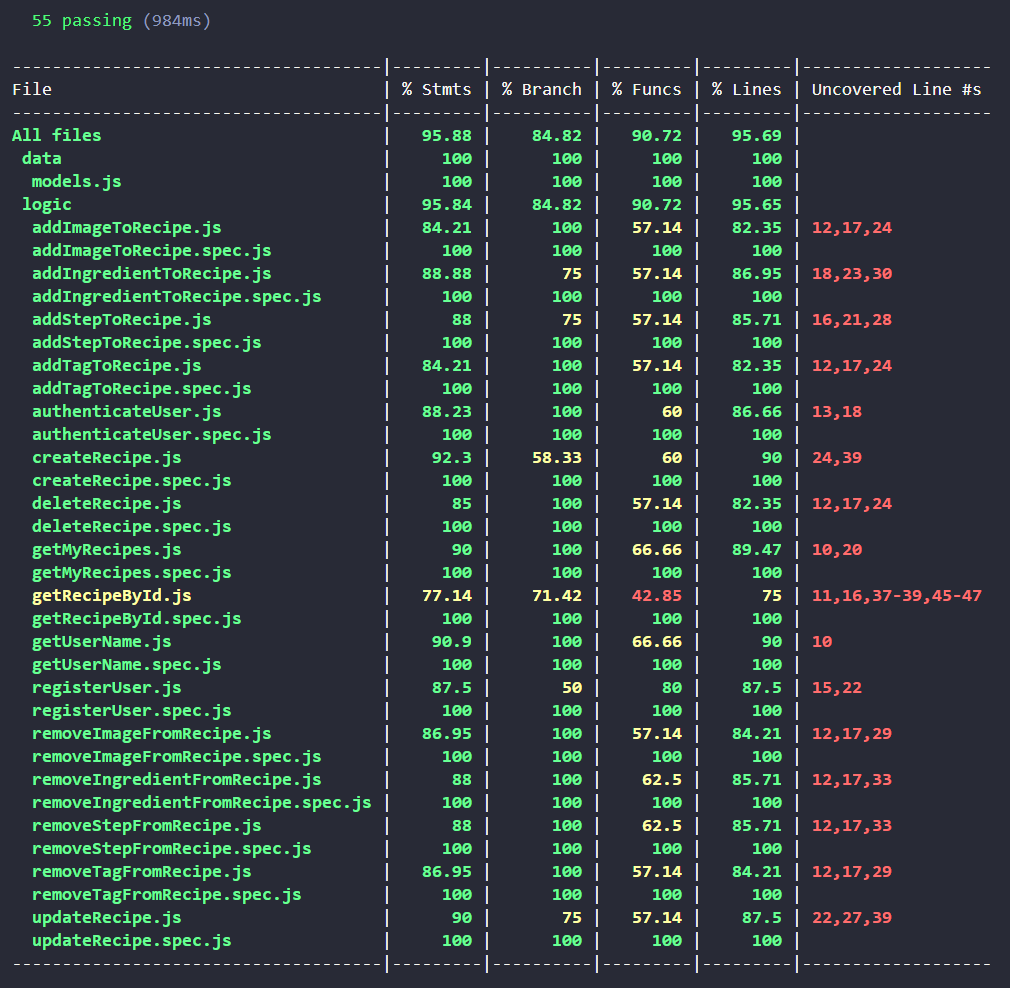 55 passing (984ms)
-------------------------------------|---------|----------|---------|---------|-------------------
File | % Stmts | % Branch | % Funcs | % Lines | Uncovered Line #s
-------------------------------------|---------|----------|---------|---------|-------------------
All files | 95.88 | 84.82 | 90.72 | 95.69 |
data | 100 | 100 | 100 | 100 |
models.js | 100 | 100 | 100 | 100 |
logic | 95.84 | 84.82 | 90.72 | 95.65 |
addImageToRecipe.js | 84.21 | 100 | 57.14 | 82.35 | 12,17,24
addImageToRecipe.spec.js | 100 | 100 | 100 | 100 |
addIngredientToRecipe.js | 88.88 | 75 | 57.14 | 86.95 | 18,23,30
addIngredientToRecipe.spec.js | 100 | 100 | 100 | 100 |
addStepToRecipe.js | 88 | 75 | 57.14 | 85.71 | 16,21,28
addStepToRecipe.spec.js | 100 | 100 | 100 | 100 |
addTagToRecipe.js | 84.21 | 100 | 57.14 | 82.35 | 12,17,24
addTagToRecipe.spec.js | 100 | 100 | 100 | 100 |
authenticateUser.js | 88.23 | 100 | 60 | 86.66 | 13,18
authenticateUser.spec.js | 100 | 100 | 100 | 100 |
createRecipe.js | 92.3 | 58.33 | 60 | 90 | 24,39
createRecipe.spec.js | 100 | 100 | 100 | 100 |
deleteRecipe.js | 85 | 100 | 57.14 | 82.35 | 12,17,24
deleteRecipe.spec.js | 100 | 100 | 100 | 100 |
getMyRecipes.js | 90 | 100 | 66.66 | 89.47 | 10,20
getMyRecipes.spec.js | 100 | 100 | 100 | 100 |
getRecipeById.js | 77.14 | 71.42 | 42.85 | 75 | 11,16,37-39,45-47
getRecipeById.spec.js | 100 | 100 | 100 | 100 |
getUserName.js | 90.9 | 100 | 66.66 | 90 | 10
getUserName.spec.js | 100 | 100 | 100 | 100 |
registerUser.js | 87.5 | 50 | 80 | 87.5 | 15,22
registerUser.spec.js | 100 | 100 | 100 | 100 |
removeImageFromRecipe.js | 86.95 | 100 | 57.14 | 84.21 | 12,17,29
removeImageFromRecipe.spec.js | 100 | 100 | 100 | 100 |
removeIngredientFromRecipe.js | 88 | 100 | 62.5 | 85.71 | 12,17,33
removeIngredientFromRecipe.spec.js | 100 | 100 | 100 | 100 |
removeStepFromRecipe.js | 88 | 100 | 62.5 | 85.71 | 12,17,33
removeStepFromRecipe.spec.js | 100 | 100 | 100 | 100 |
removeTagFromRecipe.js | 86.95 | 100 | 57.14 | 84.21 | 12,17,29
removeTagFromRecipe.spec.js | 100 | 100 | 100 | 100 |
updateRecipe.js | 90 | 75 | 57.14 | 87.5 | 22,27,39
updateRecipe.spec.js | 100 | 100 | 100 | 100 |
-------------------------------------|---------|----------|---------|---------|-------------------